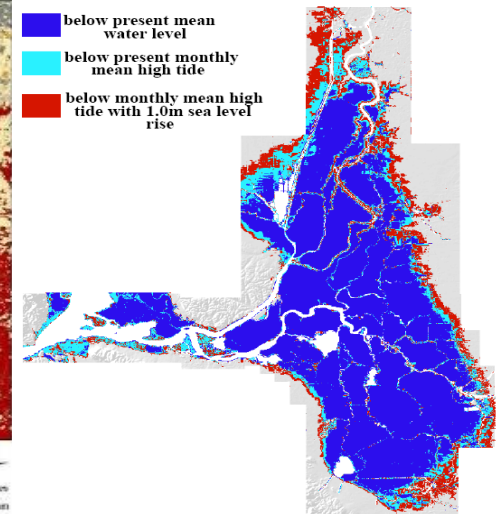 below present mean
water level
below present monthly
mean high tide
below monthly mean high
tide with 1.0m sea level
rise